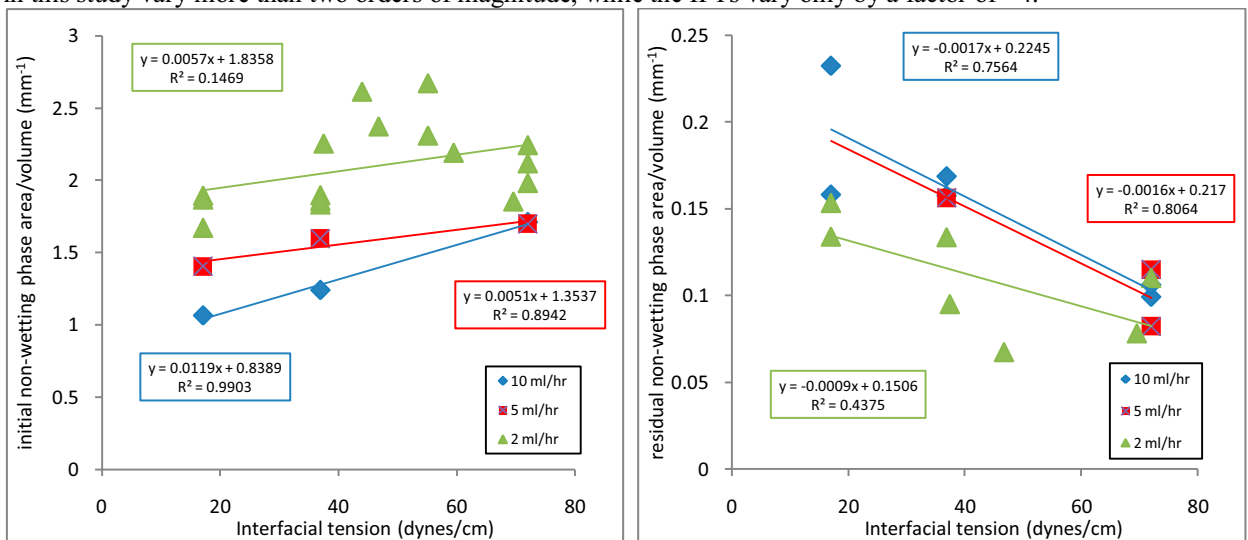 in this study vary more than two orders of magnitude, while the IFTs vary only by a factor of ~4.
initial non-wetting phase area/volume (mm⁻¹)
3
2.5
2
1.5
1
0.5
0
y = 0.0057x + 1.8358
R² = 0.1469
y = 0.0051x + 1.3537
R² = 0.8942
y = 0.0119x + 0.8389
R² = 0.9903
10 ml/hr
5 ml/hr
2 ml/hr
0 20 40 60 80
Interfacial tension (dynes/cm)
residual non-wetting phase area/volume (mm⁻¹)
0.25
0.2
0.15
0.1
0.05
0
y = -0.0017x + 0.2245
R² = 0.7564
y = -0.0016x + 0.217
R² = 0.8064
y = -0.0009x + 0.1506
R² = 0.4375
10 ml/hr
5 ml/hr
2 ml/hr
0 20 40 60 80
Interfacial tension (dynes/cm)